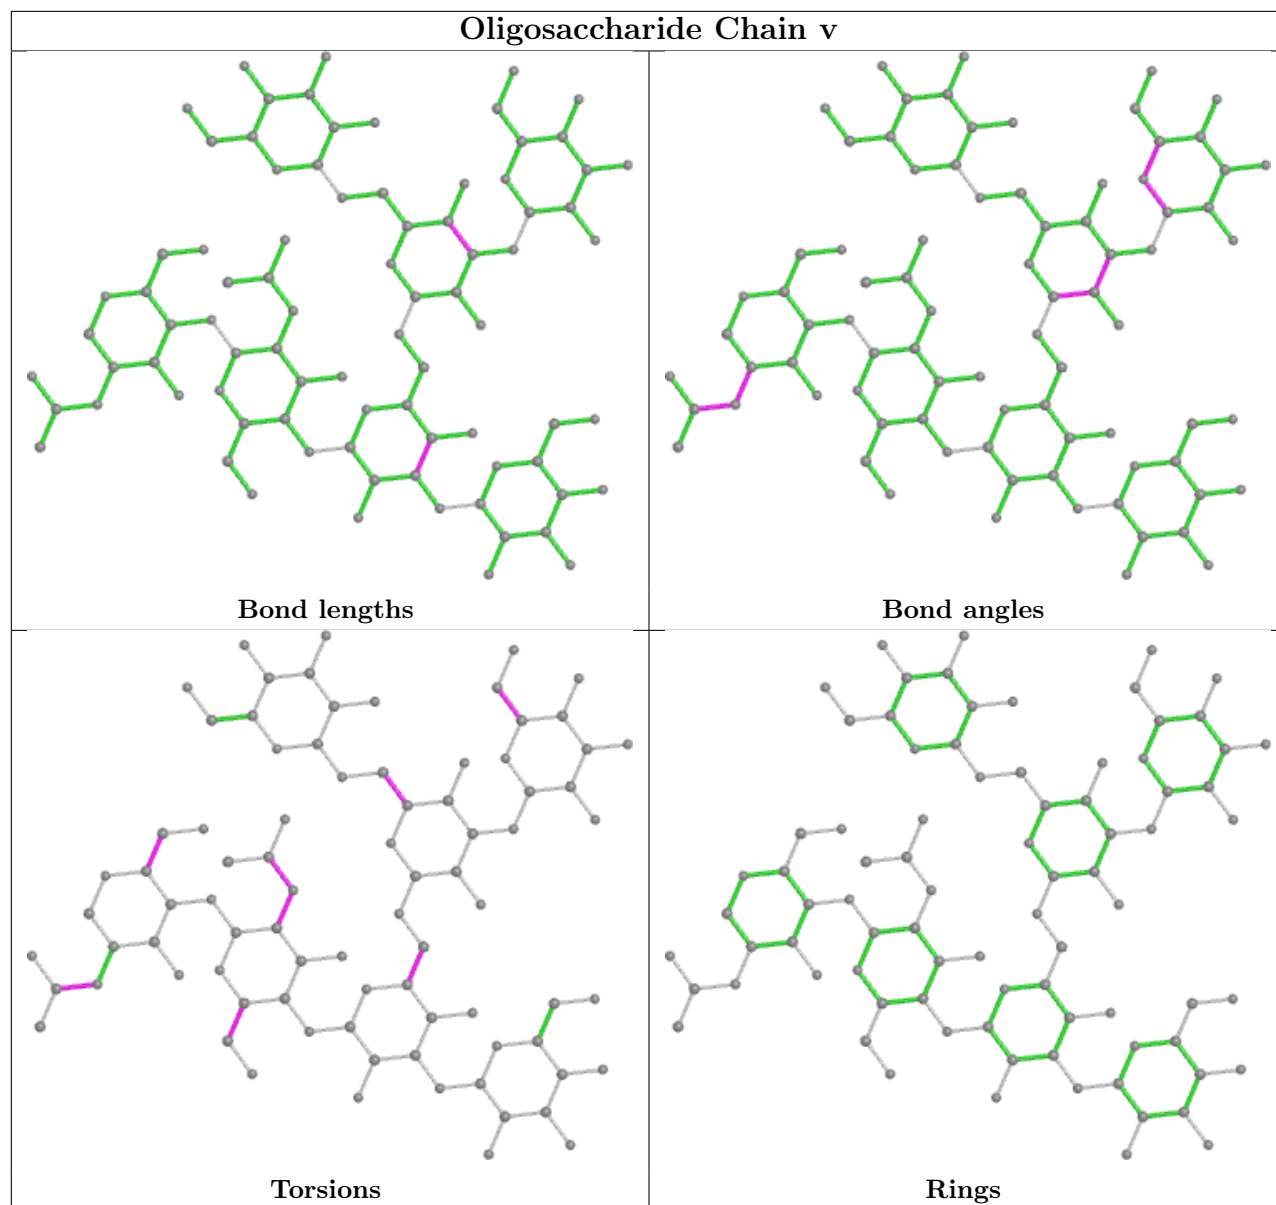 Oligosaccharide Chain v
Bond lengths
Bond angles
Torsions
Rings